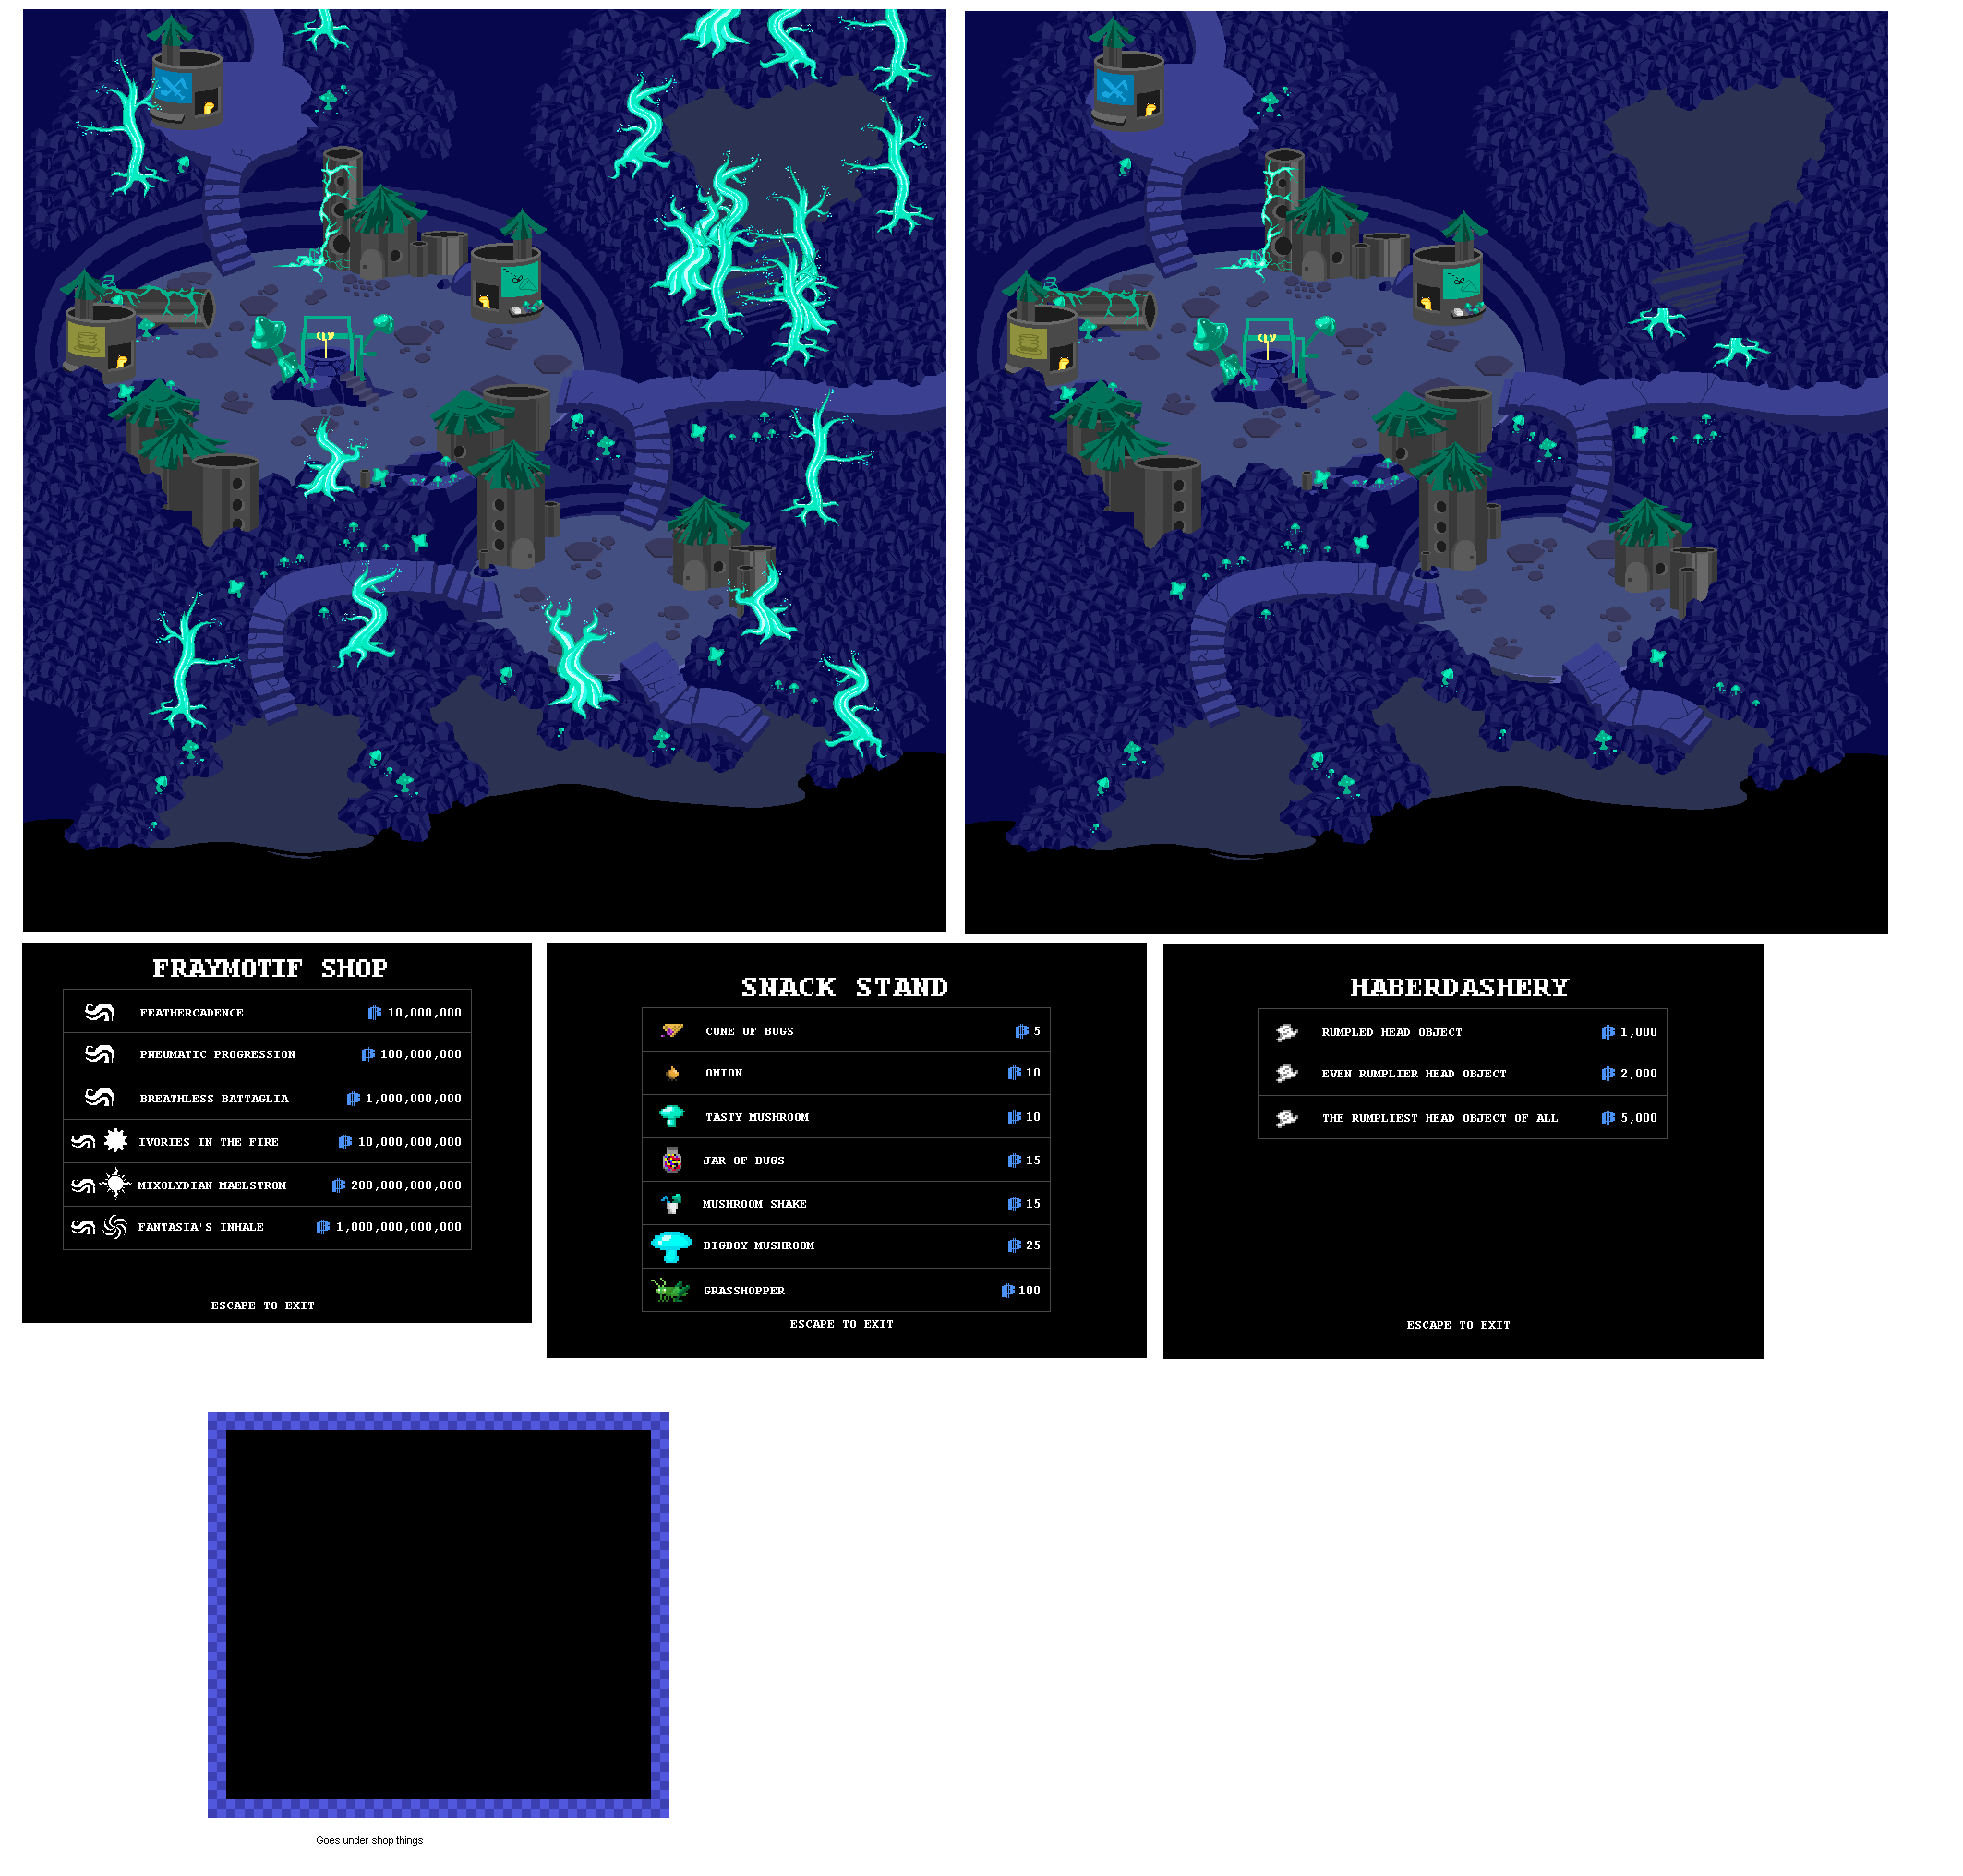 FRAYMOTIF SHOP
FEATHERCADENCE 10,000,000
PNEUMATIC PROGRESSION 100,000,000
BREATHLESS BATTAGLIA 1,000,000,000
IVORIES IN THE FIRE 10,000,000,000
MIXOLYDIAN MAELSTROM 200,000,000,000
FANTASIA'S INHALE 1,000,000,000,000
ESCAPE TO EXIT
SNACK STAND
CONE OF BUGS 5
ONION 10
TASTY MUSHROOM 10
JAR OF BUGS 15
MUSHROOM SHAKE 15
BIGBOY MUSHROOM 25
GRASSHOPPER 100
ESCAPE TO EXIT
HABERDASHERY
RUMPLED HEAD OBJECT 1,000
EVEN RUMPLIER HEAD OBJECT 2,000
THE RUMPLIEST HEAD OBJECT OF ALL 5,000
ESCAPE TO EXIT
Goes under shop things